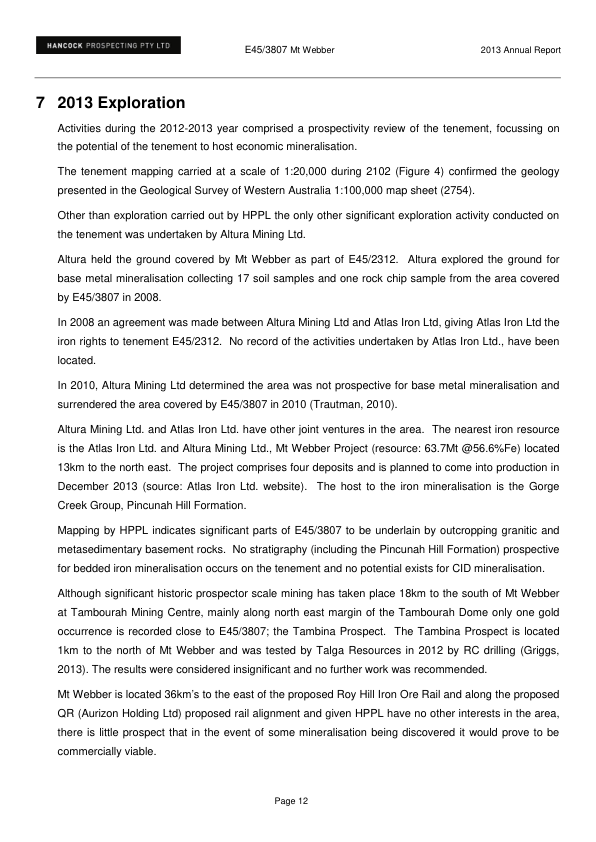 HANCOCK PROSPECTING PTY LTD
E45/3807 Mt Webber
2013 Annual Report
7 2013 Exploration
Activities during the 2012-2013 year comprised a prospectivity review of the tenement, focussing on
the potential of the tenement to host economic mineralisation.
The tenement mapping carried at a scale of 1:20,000 during 2102 (Figure 4) confirmed the geology
presented in the Geological Survey of Western Australia 1:100,000 map sheet (2754).
Other than exploration carried out by HPPL the only other significant exploration activity conducted on
the tenement was undertaken by Altura Mining Ltd.
Altura held the ground covered by Mt Webber as part of E45/2312. Altura explored the ground for
base metal mineralisation collecting 17 soil samples and one rock chip sample from the area covered
by E45/3807 in 2008.
In 2008 an agreement was made between Altura Mining Ltd and Atlas Iron Ltd, giving Atlas Iron Ltd the
iron rights to tenement E45/2312. No record of the activities undertaken by Atlas Iron Ltd., have been
located.
In 2010, Altura Mining Ltd determined the area was not prospective for base metal mineralisation and
surrendered the area covered by E45/3807 in 2010 (Trautman, 2010).
Altura Mining Ltd. and Atlas Iron Ltd. have other joint ventures in the area. The nearest iron resource
is the Atlas Iron Ltd. and Altura Mining Ltd., Mt Webber Project (resource: 63.7Mt @56.6%Fe) located
13km to the north east. The project comprises four deposits and is planned to come into production in
December 2013 (source: Atlas Iron Ltd. website). The host to the iron mineralisation is the Gorge
Creek Group, Pincunah Hill Formation.
Mapping by HPPL indicates significant parts of E45/3807 to be underlain by outcropping granitic and
metasedimentary basement rocks. No stratigraphy (including the Pincunah Hill Formation) prospective
for bedded iron mineralisation occurs on the tenement and no potential exists for CID mineralisation.
Although significant historic prospector scale mining has taken place 18km to the south of Mt Webber
at Tambourah Mining Centre, mainly along north east margin of the Tambourah Dome only one gold
occurrence is recorded close to E45/3807; the Tambina Prospect. The Tambina Prospect is located
1km to the north of Mt Webber and was tested by Talga Resources in 2012 by RC drilling (Griggs,
2013). The results were considered insignificant and no further work was recommended.
Mt Webber is located 36km's to the east of the proposed Roy Hill Iron Ore Rail and along the proposed
QR (Aurizon Holding Ltd) proposed rail alignment and given HPPL have no other interests in the area,
there is little prospect that in the event of some mineralisation being discovered it would prove to be
commercially viable.
Page 12